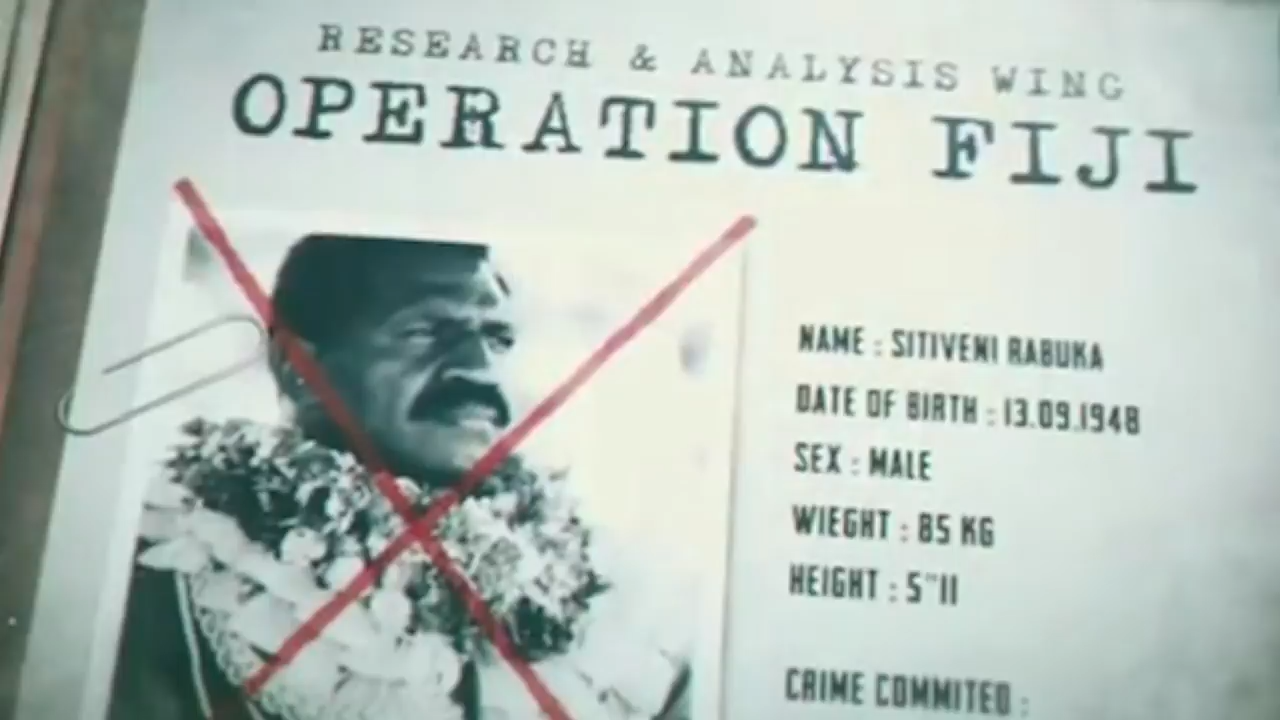 RESEARCH & ANALYSIS WING
OPERATION FIJI
NAME : SITIVENI RABUKA
DATE OF BIRTH : 13.09.1948
SEX : MALE
WIEGHT : 85 KG
HEIGHT : 5"11
CRIME COMMITED :